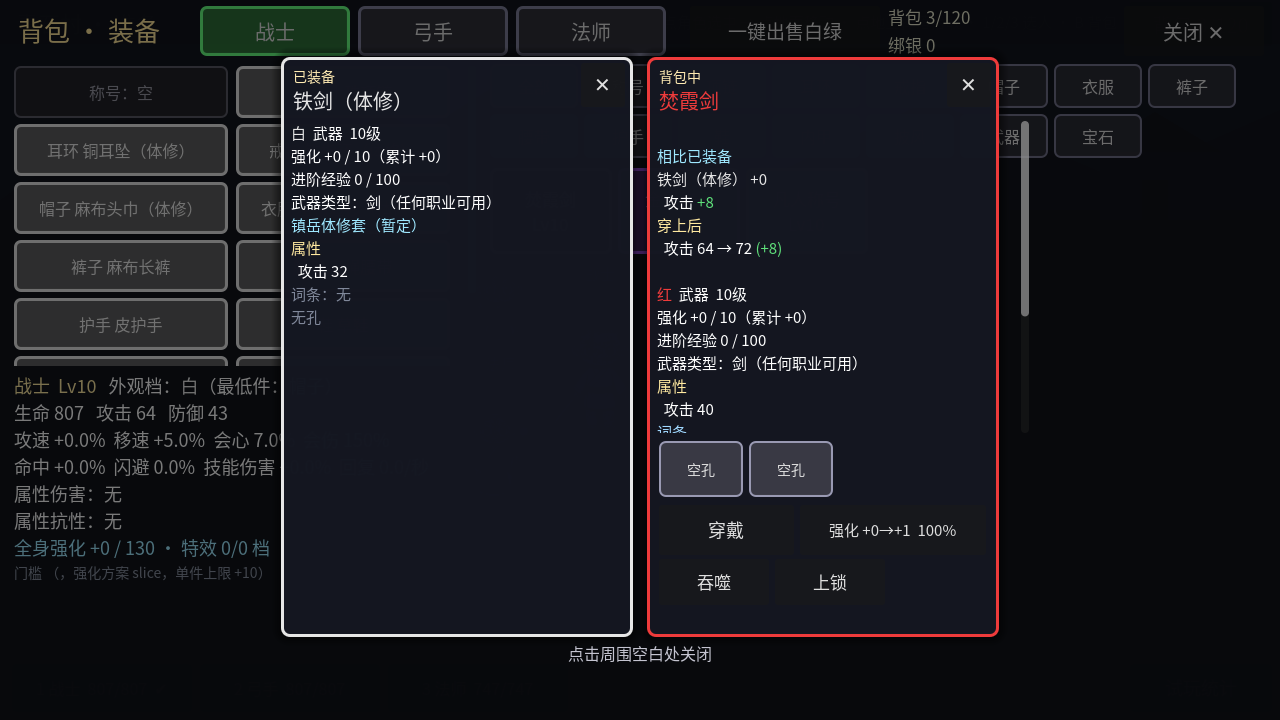 背包 · 装备
战士
弓手
法师
一键出售白绿
背包 3/120
绑银 0
关闭 ✕
称号：空
耳环 铜耳坠（体修）
帽子 麻布头巾（体修）
裤子 麻布长裤
护手 皮护手
衣服
裤子
宝石
战士 Lv10 外观档：白（最低件：
生命 807 攻击 64 防御 43
攻速 +0.0% 移速 +5.0% 会心 7.0%
命中 +0.0% 闪避 0.0% 技能伤害
属性伤害：无
属性抗性：无
全身强化 +0 / 130 · 特效 0/0 档
门槛 （，强化方案 slice，单件上限 +10）
已装备
✕
铁剑（体修）
白 武器 10级
强化 +0 / 10（累计 +0）
进阶经验 0 / 100
武器类型：剑（任何职业可用）
镇岳体修套（暂定）
属性
攻击 32
词条：无
无孔
背包中
✕
焚霞剑
相比已装备
铁剑（体修） +0
攻击 +8
穿上后
攻击 64 → 72 (+8)
红 武器 10级
强化 +0 / 10（累计 +0）
进阶经验 0 / 100
武器类型：剑（任何职业可用）
属性
攻击 40
词条
空孔
空孔
穿戴
强化 +0→+1 100%
吞噬
上锁
点击周围空白处关闭